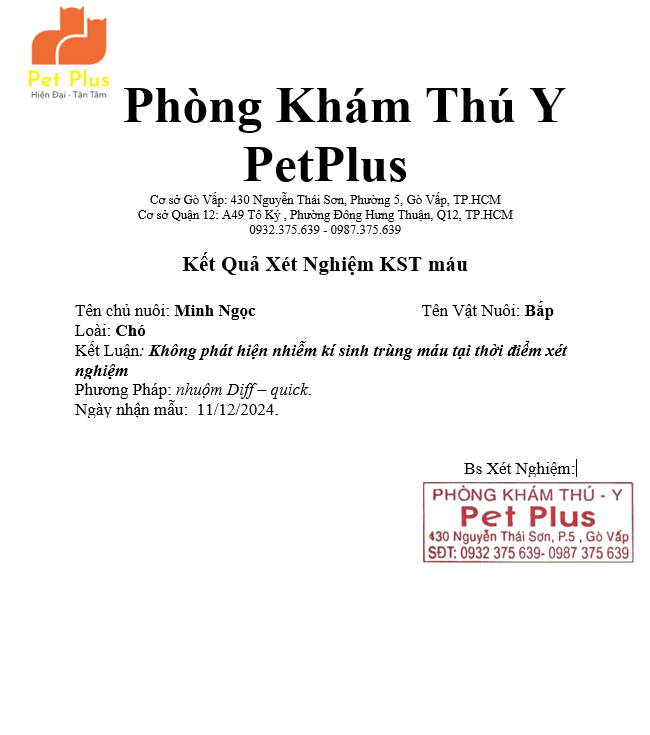 Pet Plus
Hiện Đại - Tận Tâm
Phòng Khám Thú Y
PetPlus
Cơ sở Gò Vấp: 430 Nguyễn Thái Sơn, Phường 5, Gò Vấp, TP.HCM
Cơ sở Quận 12: A49 Tô Ký , Phường Đông Hưng Thuận, Q12, TP.HCM
0932.375.639 - 0987.375.639
Kết Quả Xét Nghiệm KST máu
Tên chủ nuôi: Minh Ngọc Tên Vật Nuôi: Bắp
Loài: Chó
Kết Luận: Không phát hiện nhiễm kí sinh trùng máu tại thời điểm xét
nghiệm
Phương Pháp: nhuộm Diff – quick.
Ngày nhận mẫu: 11/12/2024.
Bs Xét Nghiệm:
PHÒNG KHÁM THÚ - Y
Pet Plus
430 Nguyễn Thái Sơn, P.5 , Gò Vấp
SĐT: 0932 375 639- 0987 375 639